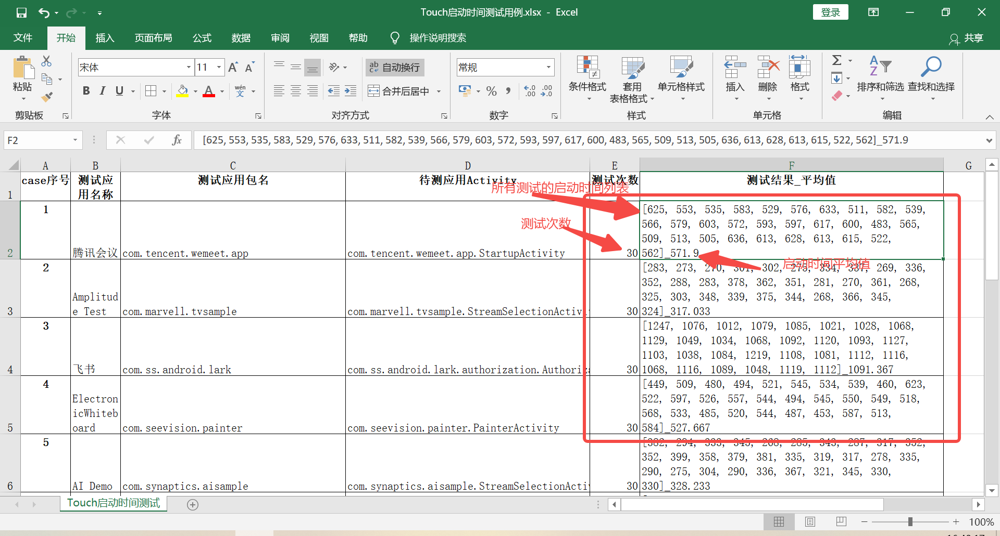 Touch启动时间测试用例.xlsx - Excel
登录
文件 开始 插入 页面布局 公式 数据 审阅 视图 帮助 操作说明搜索 共享
宋体 11 A A
ab c 自动换行
常规
粘贴
B I U A wén 文
合并后居中
% , .00 .00
条件格式 套用 表格格式 单元格样式
插入 删除 格式
Σ A Z 排序和筛选 查找和选择
剪贴板 字体 对齐方式 数字 样式 单元格 编辑
F2 fx [625, 553, 535, 583, 529, 576, 633, 511, 582, 539, 566, 579, 603, 572, 593, 597, 617, 600, 483, 565, 509, 513, 505, 636, 613, 628, 613, 615, 522, 562]_571.9
A B C D E F G
1 case序号 测试应用名称 测试应用包名 待测应用Activity 测试次数 测试结果_平均值
所有测试的启动时间列表
测试次数
启动时间平均值
1
2 腾讯会议 com.tencent.wemeet.app com.tencent.wemeet.app.StartupActivity 30
[625, 553, 535, 583, 529, 576, 633, 511, 582, 539,
566, 579, 603, 572, 593, 597, 617, 600, 483, 565,
509, 513, 505, 636, 613, 628, 613, 615, 522,
562]_571.9
2
3 Amplitude Test com.marvell.tvsample com.marvell.tvsample.StreamSelectionActivi 30
[283, 273, 270, 301, 302, 275, 334, 337, 269, 336,
352, 288, 283, 378, 362, 351, 281, 270, 361, 268,
325, 303, 348, 339, 375, 344, 268, 366, 345,
324]_317.033
3
4 飞书 com.ss.android.lark com.ss.android.lark.authorization.Authoriza 30
[1247, 1076, 1012, 1079, 1085, 1021, 1028, 1068,
1129, 1049, 1034, 1068, 1092, 1120, 1093, 1127,
1103, 1038, 1084, 1219, 1108, 1081, 1112, 1116,
1068, 1116, 1089, 1048, 1119, 1112]_1091.367
4
5 ElectronicWhiteboard com.seevision.painter com.seevision.painter.PainterActivity 30
[449, 509, 480, 494, 521, 545, 534, 539, 460, 623,
522, 597, 526, 557, 544, 494, 545, 550, 549, 518,
568, 533, 485, 520, 544, 487, 453, 587, 513,
584]_527.667
5
6 AI Demo com.synaptics.aisample com.synaptics.aisample.StreamSelectionActiv 30
[382, 294, 333, 345, 268, 285, 343, 287, 317, 352,
352, 399, 358, 379, 381, 335, 319, 317, 278, 335,
290, 275, 304, 290, 336, 367, 321, 345, 330,
330]_328.233
Touch启动时间测试
100%